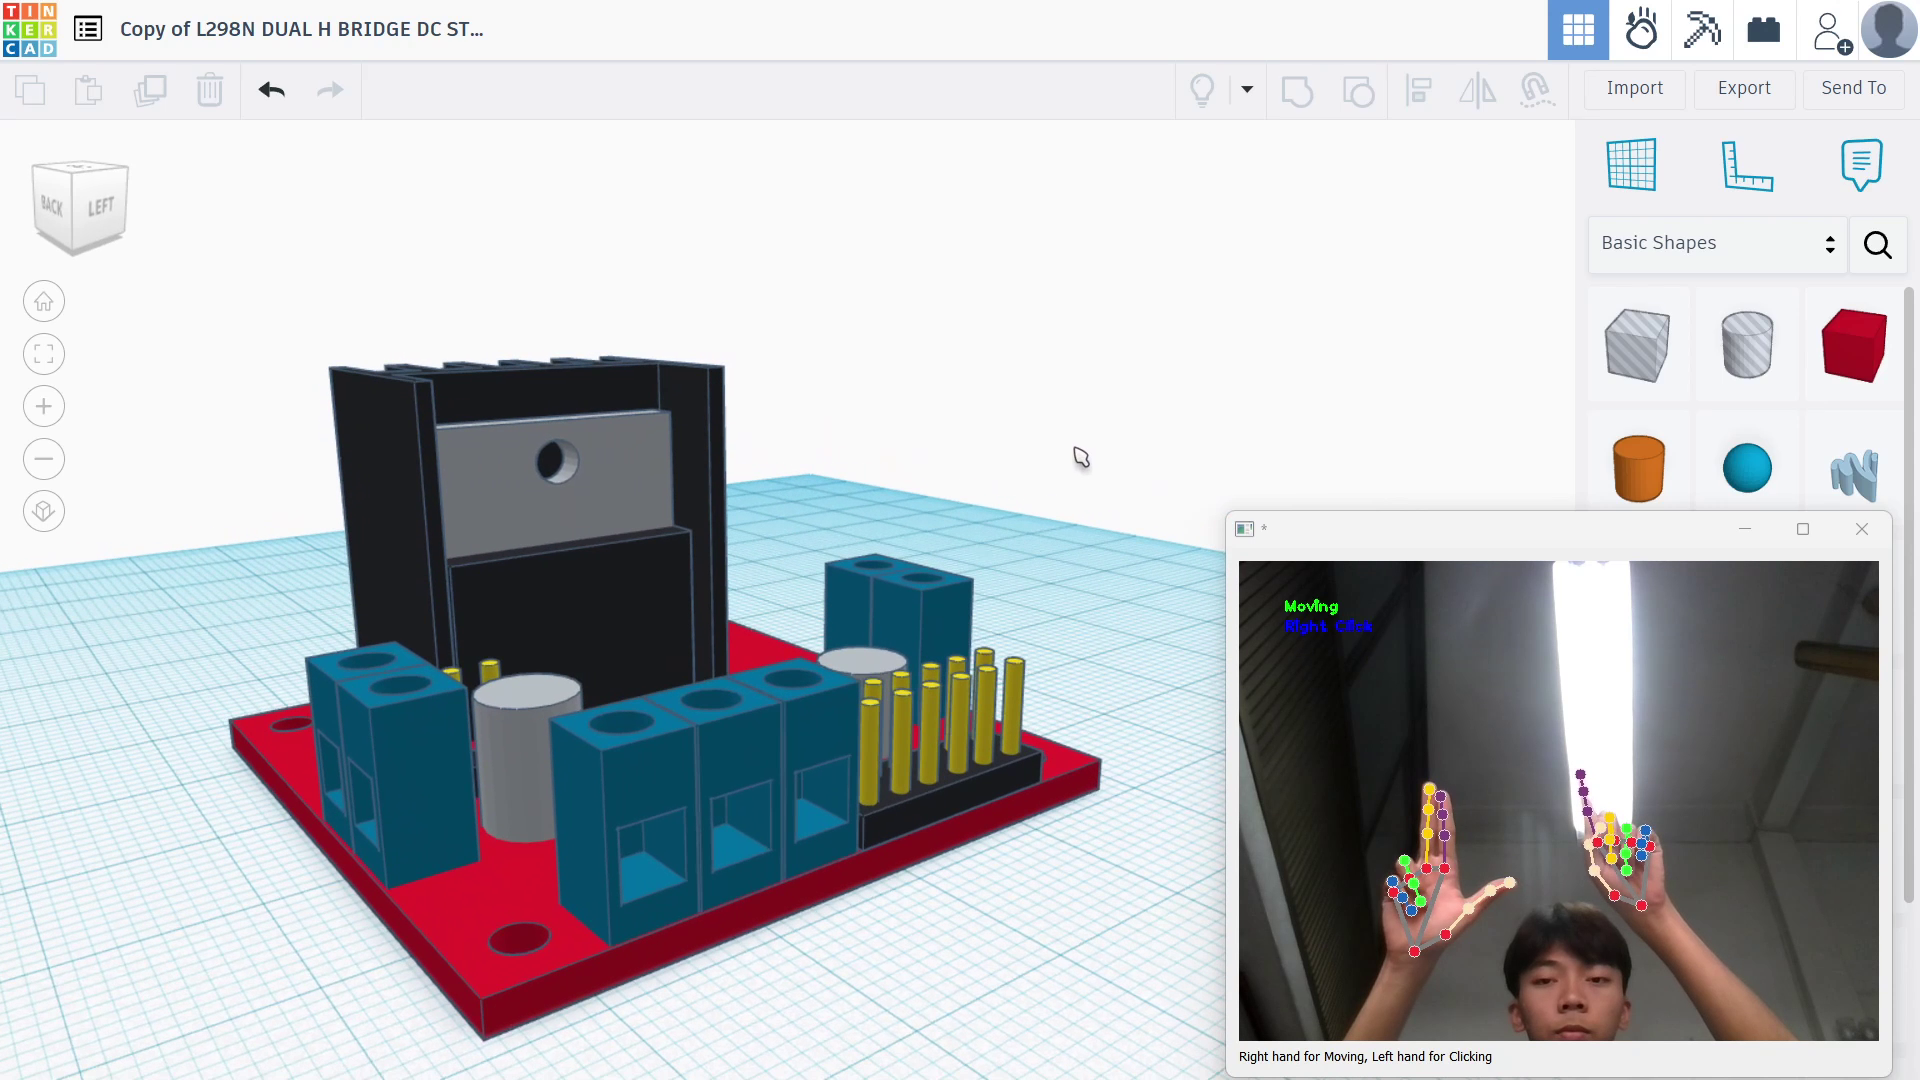 TIN
KER
CAD
Copy of L298N DUAL H BRIDGE DC ST...
Import
Export
Send To
BACK
LEFT
Basic Shapes
*
Moving
Right Click
Right hand for Moving, Left hand for Clicking